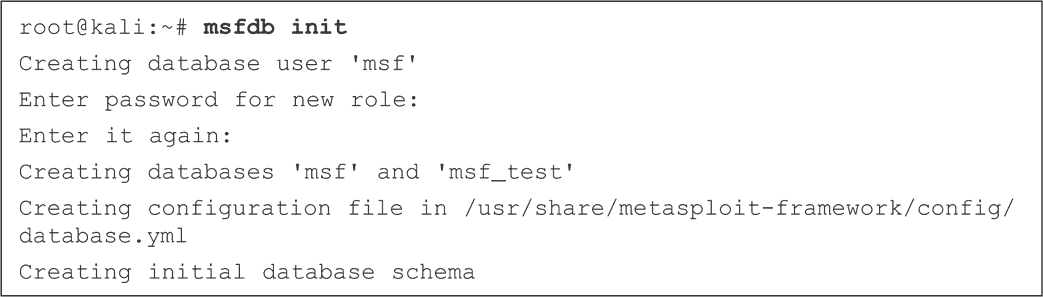 root@kali:~# msfdb init
Creating database user 'msf'
Enter password for new role:
Enter it again:
Creating databases 'msf' and 'msf_test'
Creating configuration file in /usr/share/metasploit-framework/config/
database.yml
Creating initial database schema